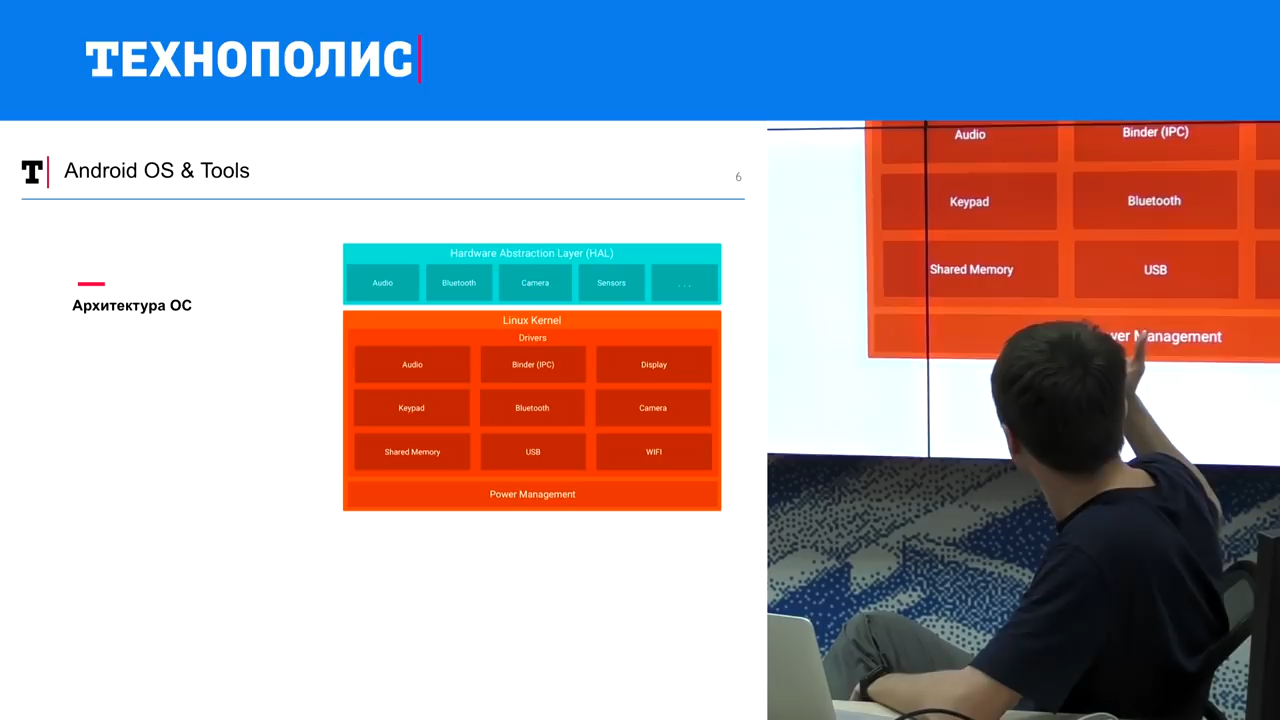 ТЕХНОПОЛИС
T Android OS & Tools
6
Архитектура ОС
Hardware Abstraction Layer (HAL)
Audio Bluetooth Camera Sensors . . .
Linux Kernel
Drivers
Audio Binder (IPC) Display
Keypad Bluetooth Camera
Shared Memory USB WIFI
Power Management
Audio Binder (IPC)
Keypad Bluetooth
Shared Memory USB
Management